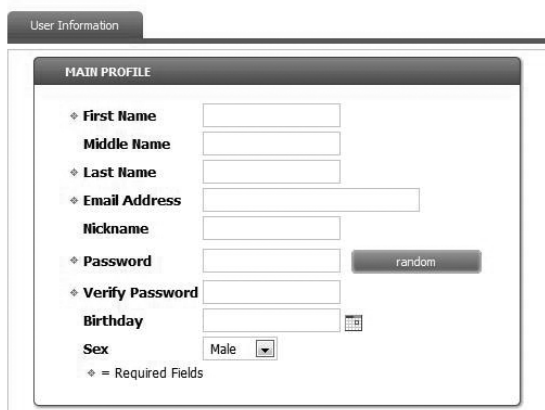 User Information
MAIN PROFILE
❖ First Name
Middle Name
❖ Last Name
❖ Email Address
Nickname
❖ Password random
❖ Verify Password
Birthday
Sex Male
❖ = Required Fields